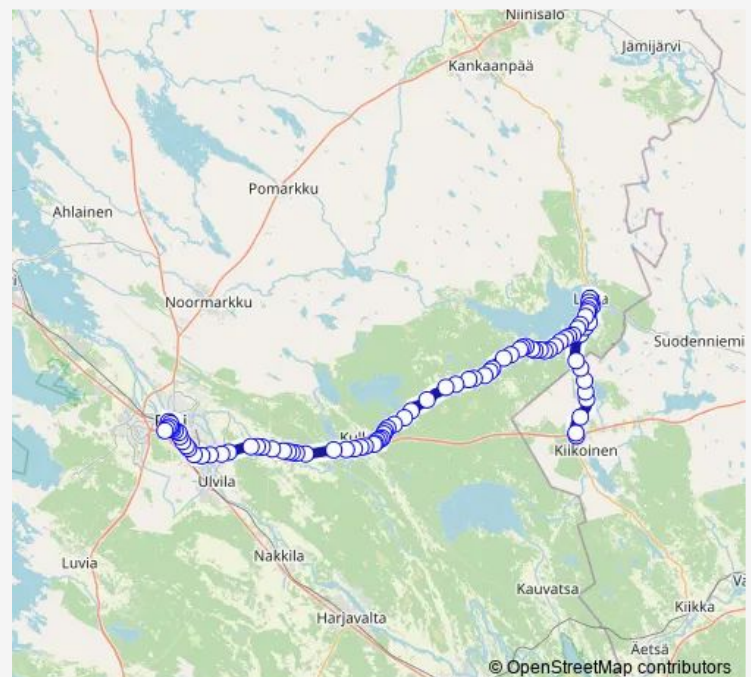 Niinisalo
Jämijärvi
Kankaanpää
Pomarkku
Ahlainen
Noormarkku
Suodenniemi
Kiikoinen
Ulvila
Luvia
Nakkila
Kauvatsa
Harjavalta
Kiikka
Äetsä
© OpenStreetMap contributors